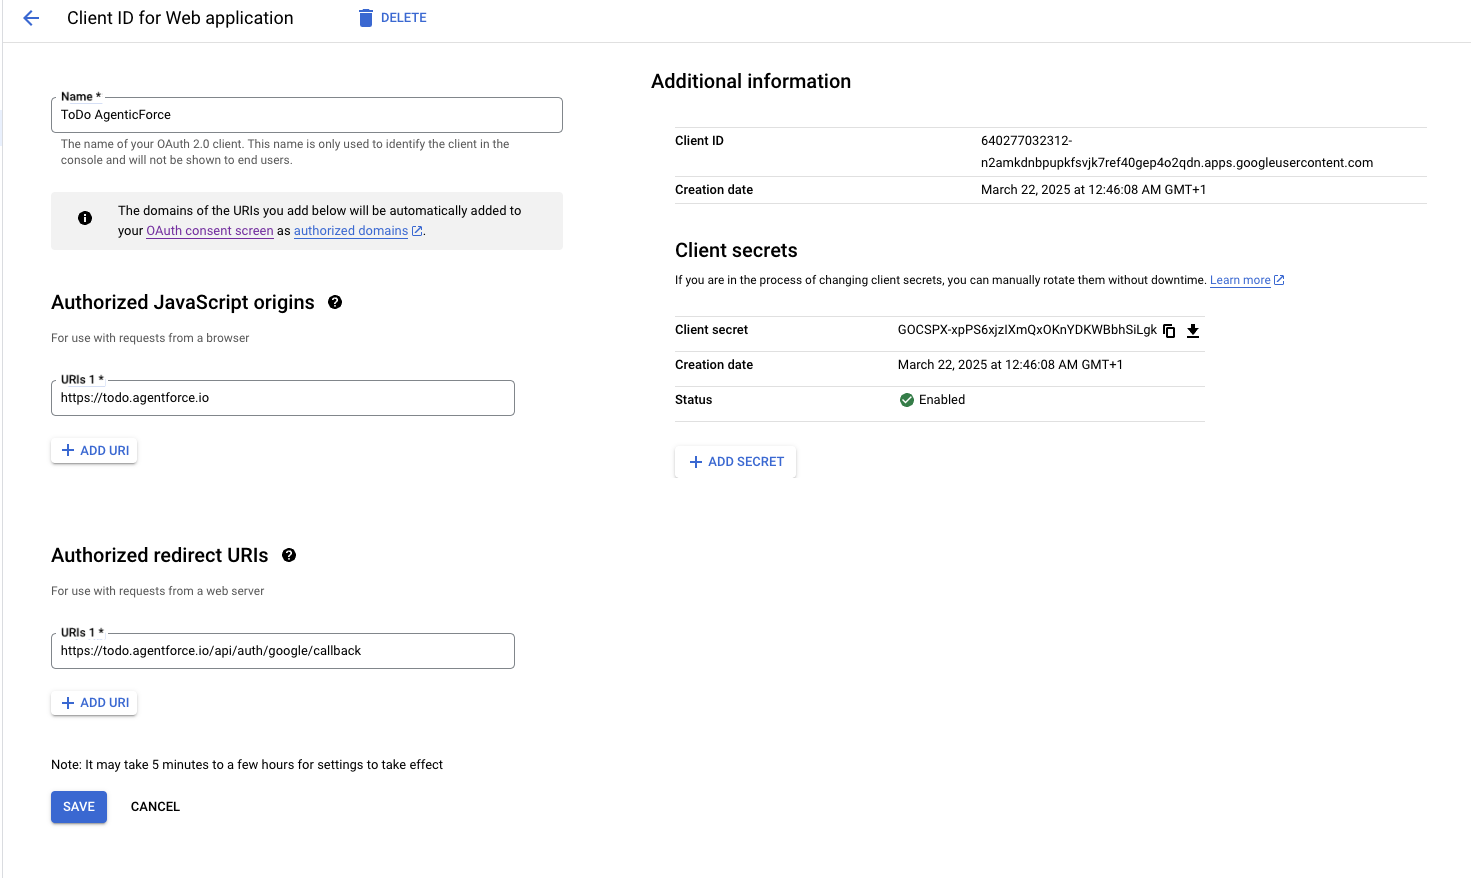 Client ID for Web application
DELETE
Name *
ToDo AgenticForce
The name of your OAuth 2.0 client. This name is only used to identify the client in the
console and will not be shown to end users.
The domains of the URIs you add below will be automatically added to
your OAuth consent screen as authorized domains.
Authorized JavaScript origins
For use with requests from a browser
URIs 1 *
https://todo.agentforce.io
ADD URI
Authorized redirect URIs
For use with requests from a web server
URIs 1 *
https://todo.agentforce.io/api/auth/google/callback
ADD URI
Note: It may take 5 minutes to a few hours for settings to take effect
SAVE
CANCEL
Additional information
Client ID
640277032312-
n2amkdnbpupkfsvjk7ref40gep4o2qdn.apps.googleusercontent.com
Creation date
March 22, 2025 at 12:46:08 AM GMT+1
Client secrets
If you are in the process of changing client secrets, you can manually rotate them without downtime. Learn more
Client secret
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
Creation date
March 22, 2025 at 12:46:08 AM GMT+1
Status
Enabled
ADD SECRET